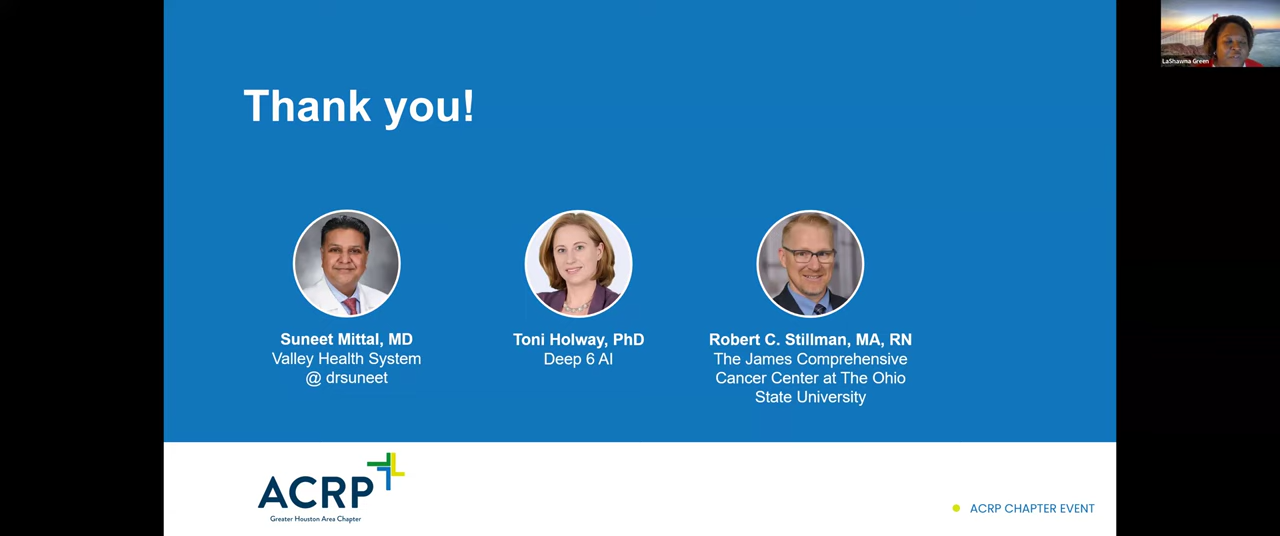 LaShawna Green
Thank you!
Suneet Mittal, MD
Valley Health System
@ drsuneet
Toni Holway, PhD
Deep 6 AI
Robert C. Stillman, MA, RN
The James Comprehensive
Cancer Center at The Ohio
State University
ACRP
Greater Houston Area Chapter
ACRP CHAPTER EVENT